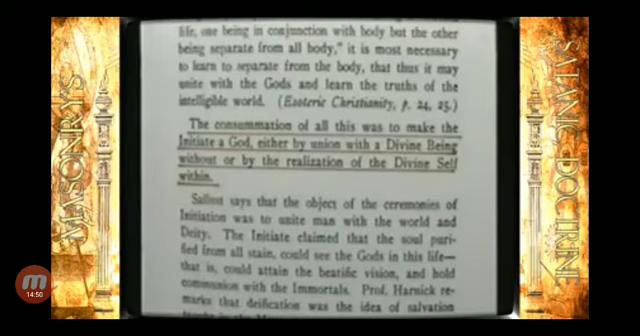 MASONRY'S
life, one being in conjunction with body but the other
being separate from all body," it is most necessary
to learn to separate from the body, that thus it may
unite with the Gods and learn the truths of the
intelligible world. (Esoteric Christianity, p. 24, 25.)
The consummation of all this was to make the
Initiate a God, either by union with a Divine Being
without or by the realization of the Divine Self
within.
Sallust says that the object of the ceremonies of
Initiation was to unite man with the world and
Deity. The Initiate claimed that the soul puri-
fied from all stain, could see the Gods in this life—
that is, could attain the beatific vision, and hold
communion with the Immortals. Prof. Harnick re-
marks that deification was the idea of salvation
SATANIC DOCTRINE
14:50